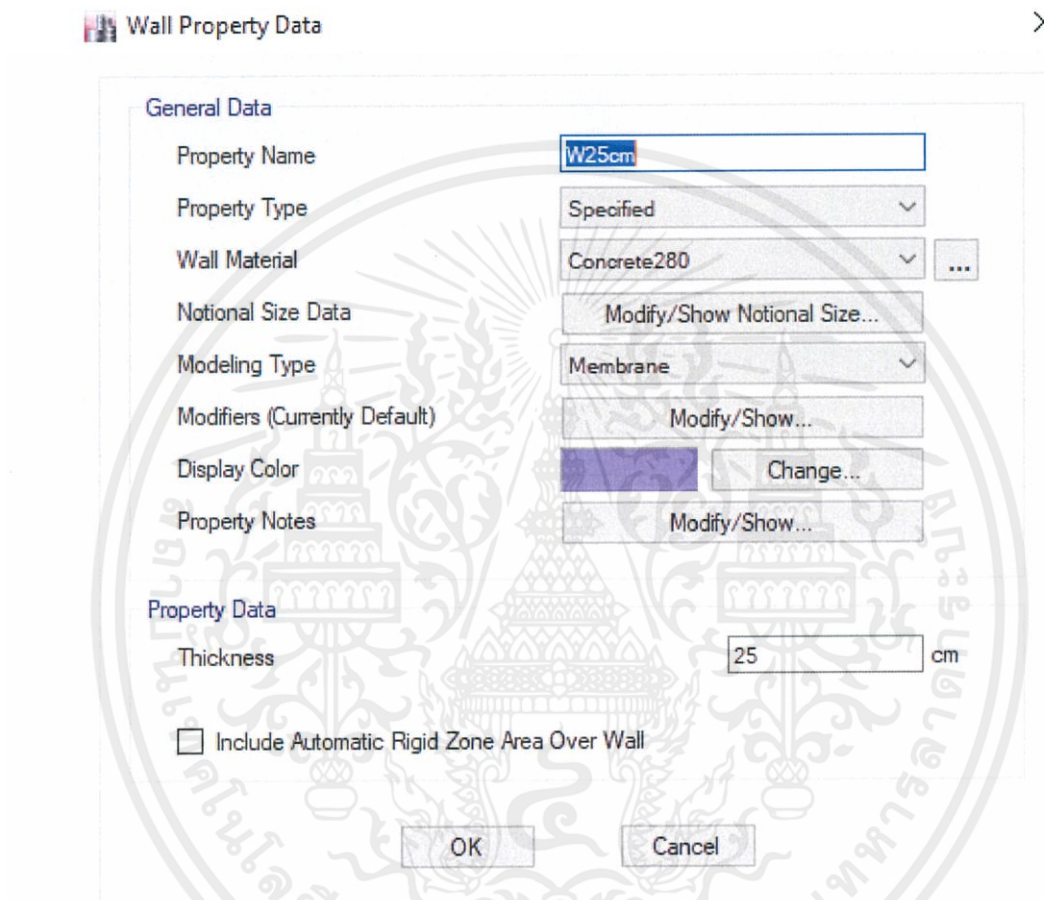 Wall Property Data
General Data
Property Name W25cm
Property Type Specified
Wall Material Concrete280 ...
Notional Size Data Modify/Show Notional Size...
Modeling Type Membrane
Modifiers (Currently Default) Modify/Show...
Display Color Change...
Property Notes Modify/Show...
Property Data
Thickness 25 cm
Include Automatic Rigid Zone Area Over Wall
OK Cancel